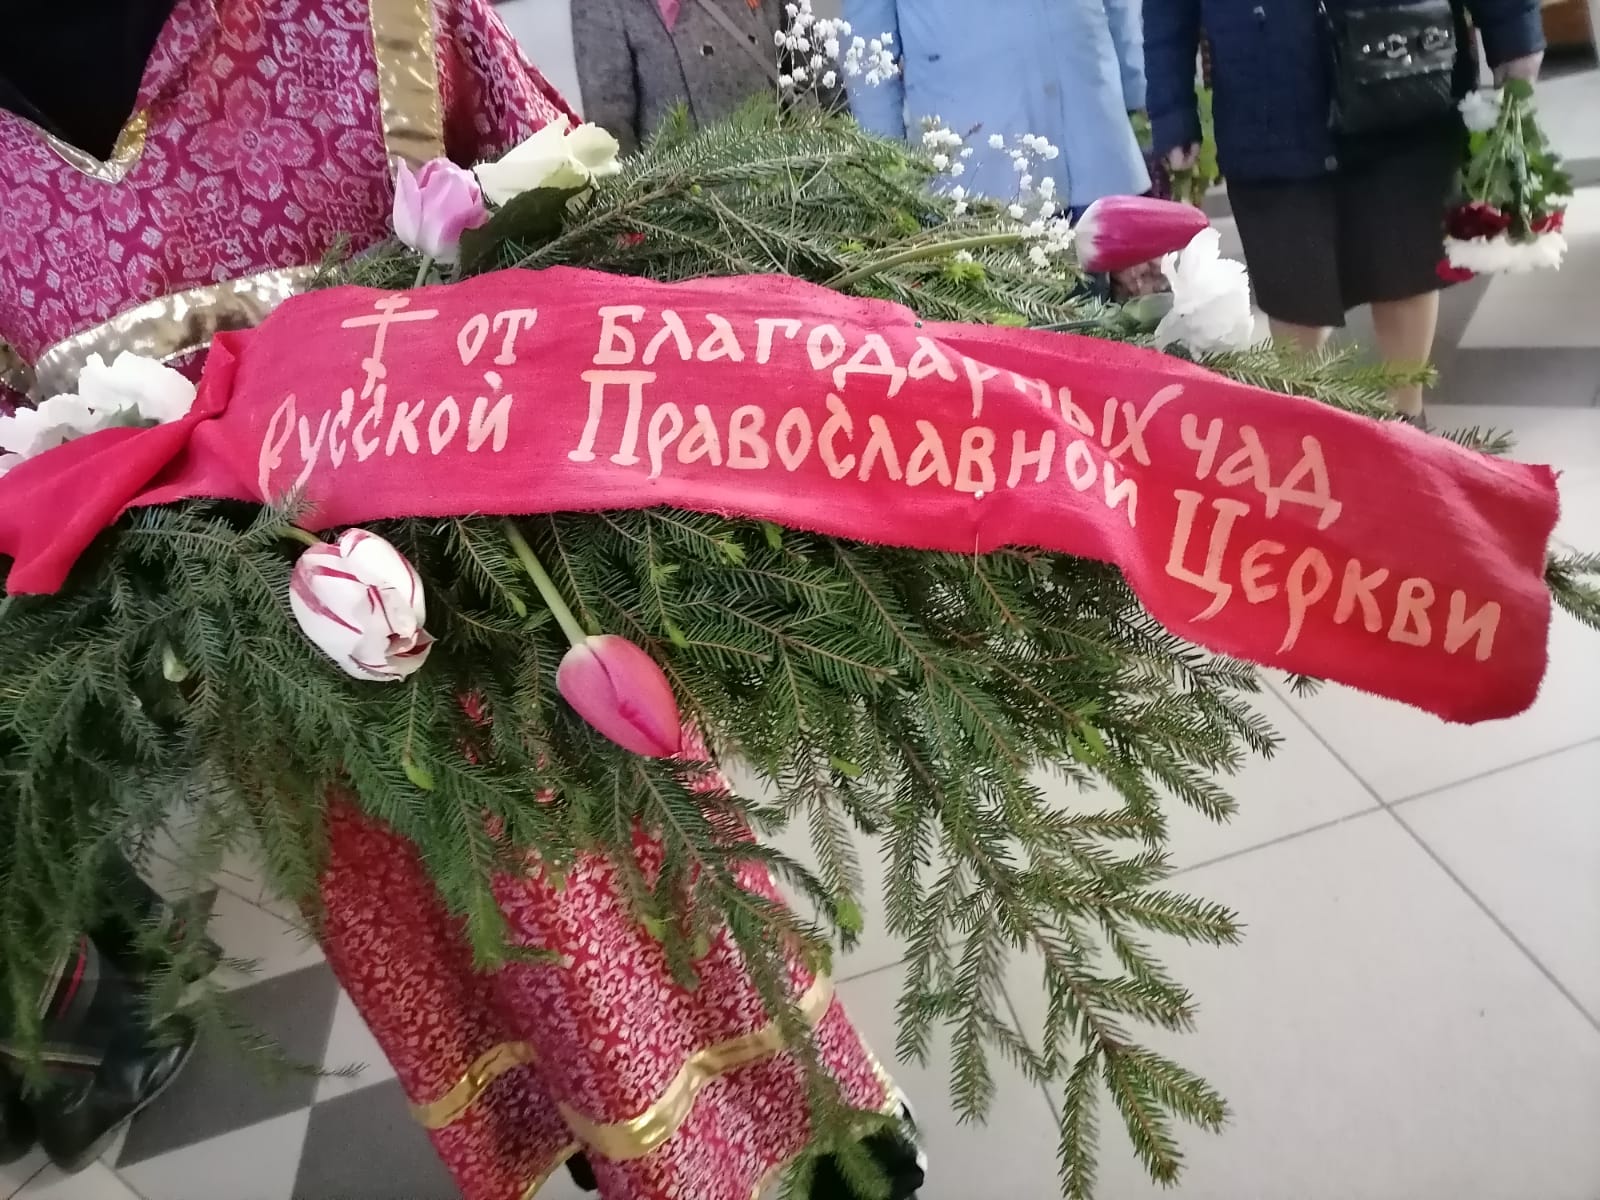 от Благодарных чад
Русской Православной Церкви